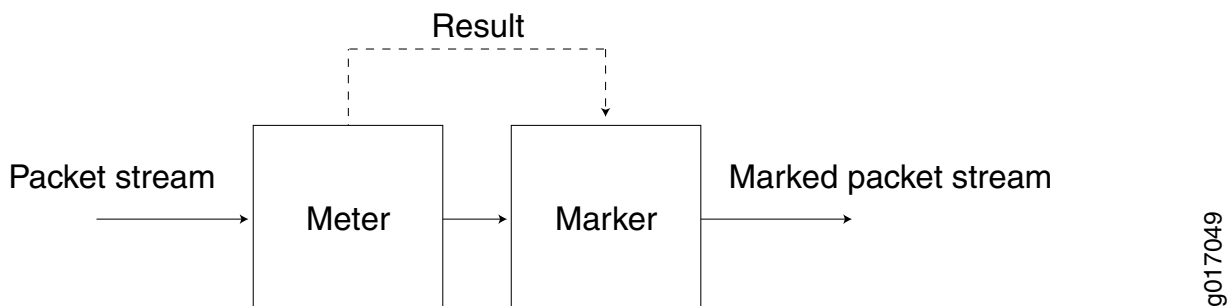 Result
Packet stream
Meter
Marker
Marked packet stream
g017049